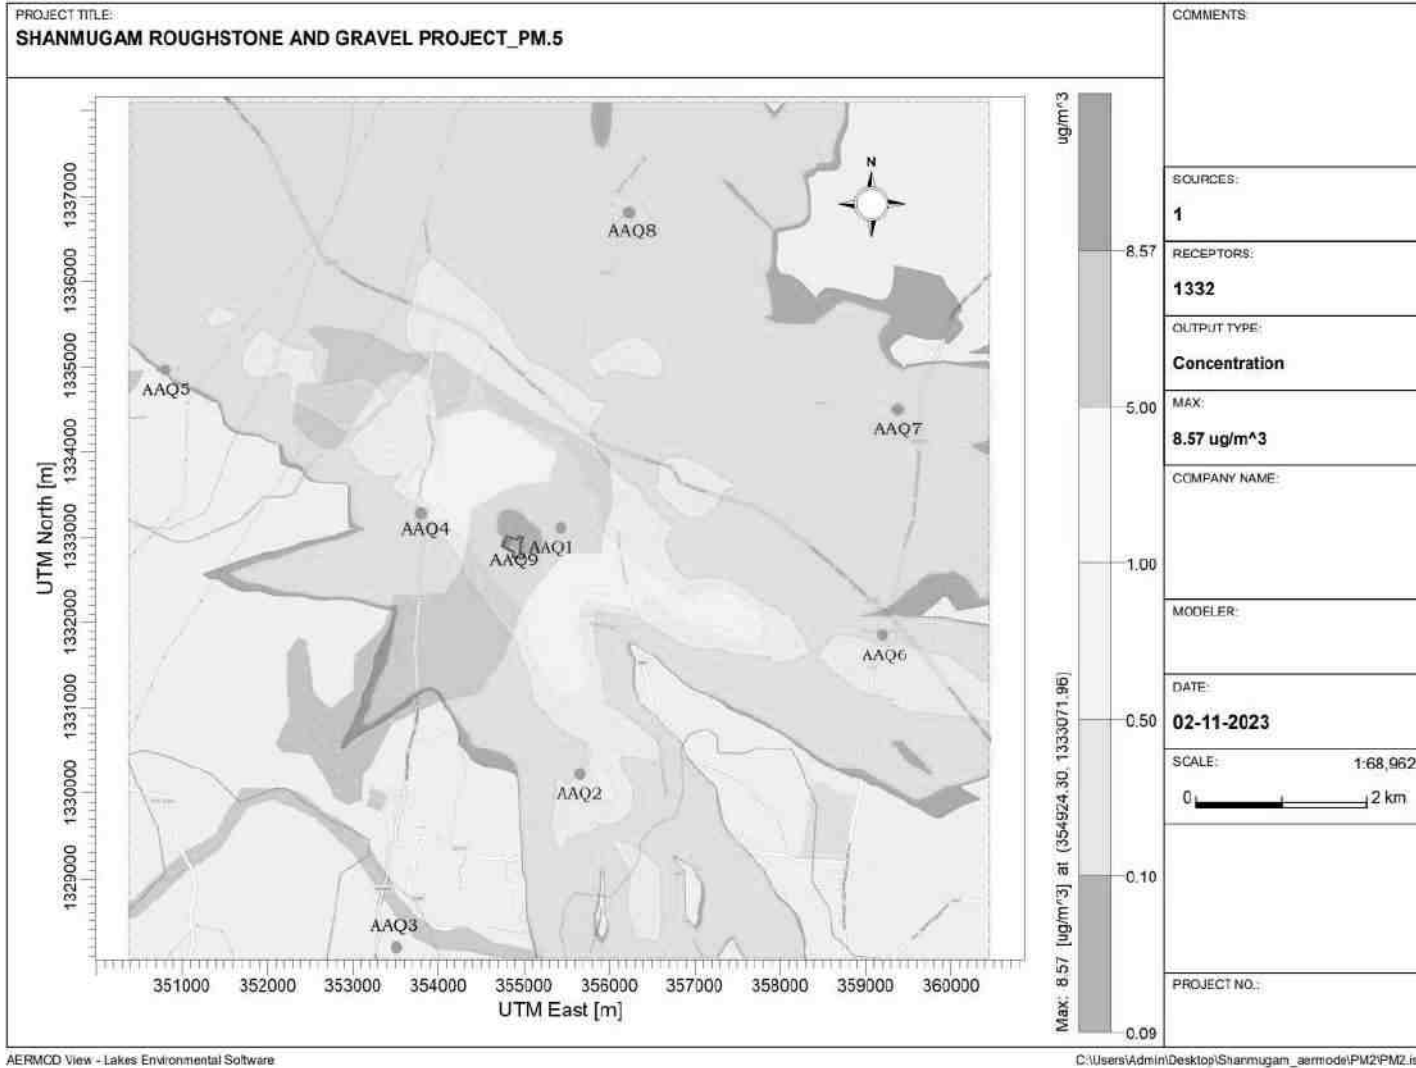 PROJECT TITLE:
SHANMUGAM ROUGHSTONE AND GRAVEL PROJECT_PM.5
COMMENTS:
SOURCES:
1
RECEPTORS:
1332
OUTPUT TYPE:
Concentration
MAX:
8.57 ug/m^3
COMPANY NAME:
MODELER:
DATE:
02-11-2023
SCALE:
1:68,962
0
2 km
PROJECT NO.:
ug/m^3
8.57
5.00
1.00
0.50
0.10
0.09
Max: 8.57 [ug/m^3] at (354924.30, 1333071.96)
N
AAQ8
AAQ5
AAQ7
AAQ4
AAQ1
AAQ9
AAQ6
AAQ2
AAQ3
UTM North [m]
1337000
1336000
1335000
1334000
1333000
1332000
1331000
1330000
1329000
351000 352000 353000 354000 355000 356000 357000 358000 359000 360000
UTM East [m]
AERMOD View - Lakes Environmental Software
C:\Users\Admin\Desktop\Shanmugam_aermode\PM2\PM2.is